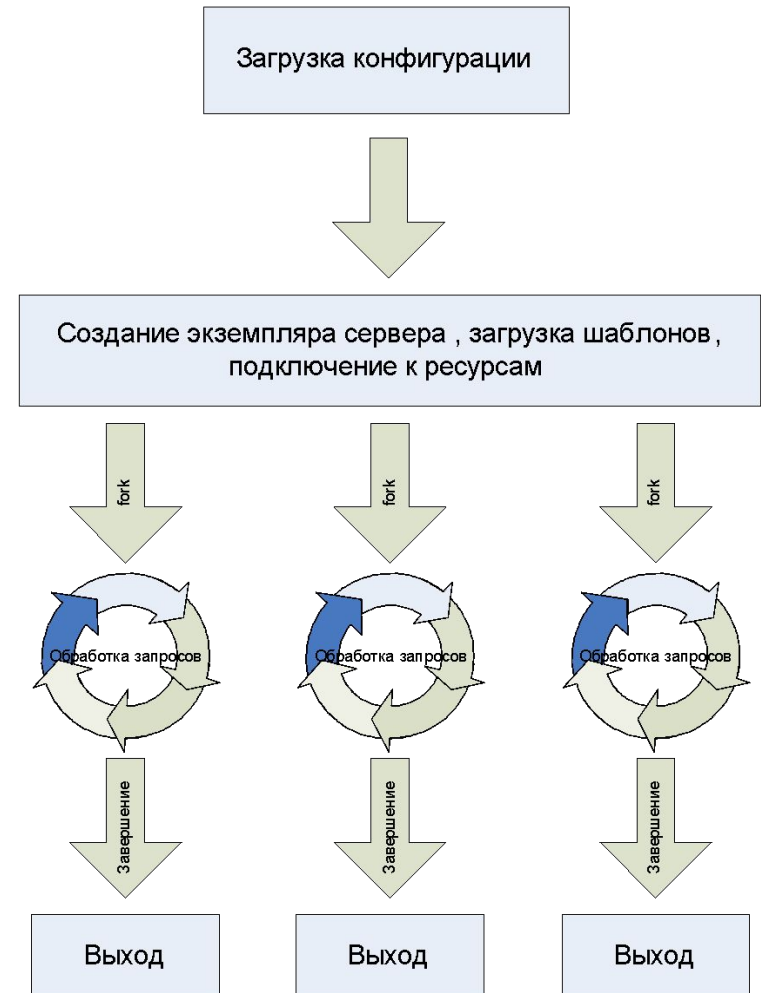 Загрузка конфигурации
Создание экземпляра сервера , загрузка шаблонов ,
подключение к ресурсам
fork
fork
fork
Обработка запросов
Обработка запросов
Обработка запросов
Завершение
Завершение
Завершение
Выход
Выход
Выход